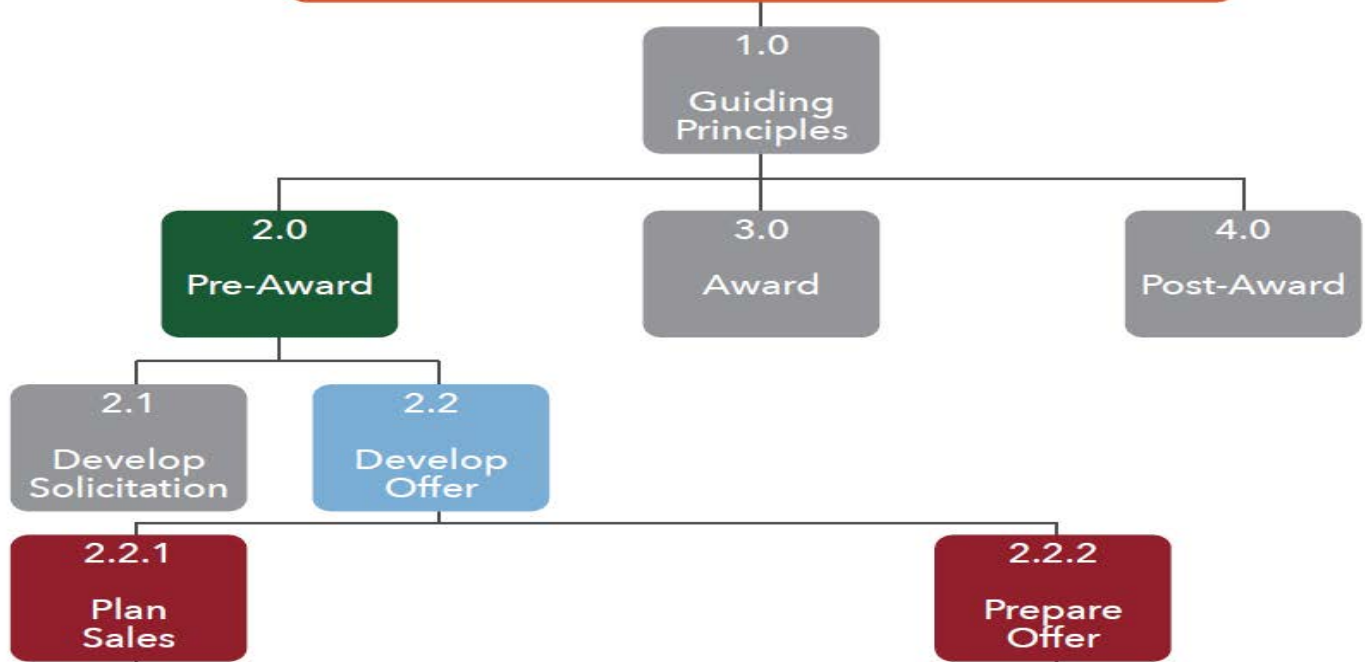 1.0
Guiding
Principles
2.0
Pre-Award
3.0
Award
4.0
Post-Award
2.1
Develop
Solicitation
2.2
Develop
Offer
2.2.1
Plan
Sales
2.2.2
Prepare
Offer